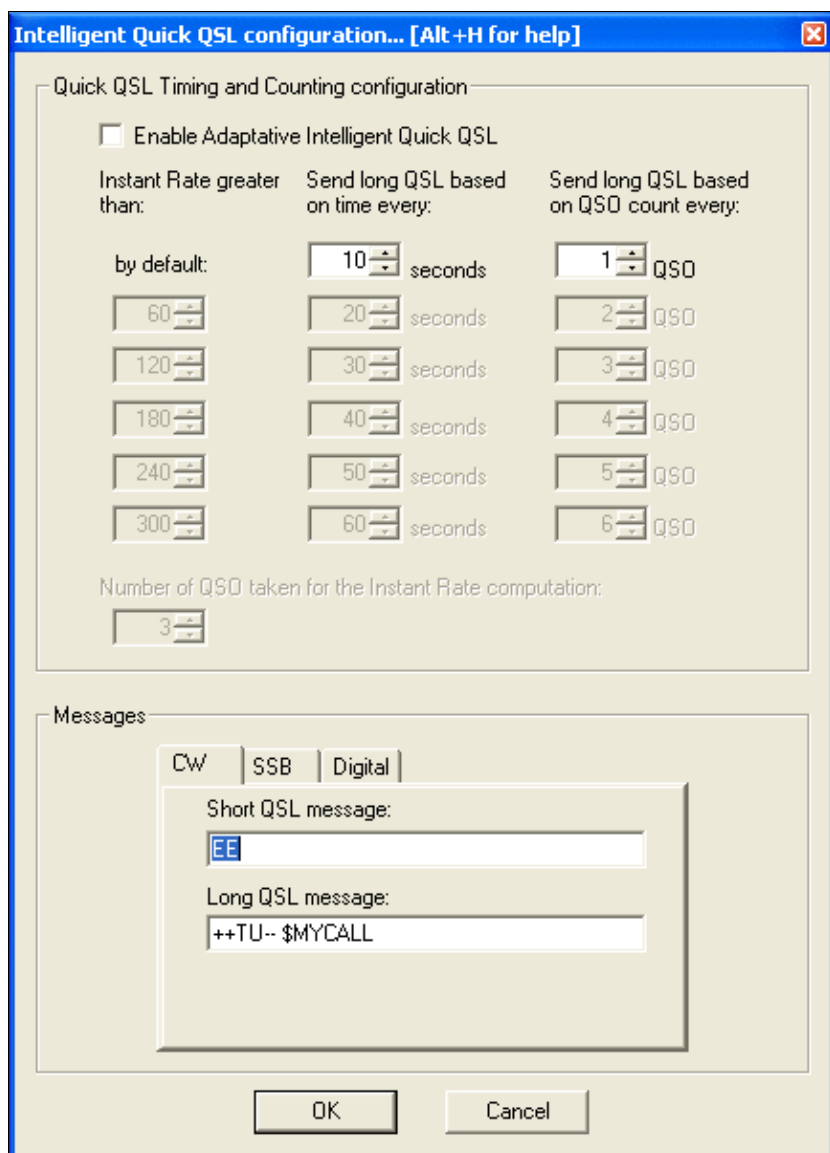 Intelligent Quick QSL configuration... [Alt+H for help]
Quick QSL Timing and Counting configuration
Enable Adaptative Intelligent Quick QSL
Instant Rate greater than:
Send long QSL based on time every:
Send long QSL based on QSO count every:
by default: 10 seconds 1 QSO
60 20 seconds 2 QSO
120 30 seconds 3 QSO
180 40 seconds 4 QSO
240 50 seconds 5 QSO
300 60 seconds 6 QSO
Number of QSO taken for the Instant Rate computation:
3
Messages
CW SSB Digital
Short QSL message:
EE
Long QSL message:
++TU-- $MYCALL
OK Cancel